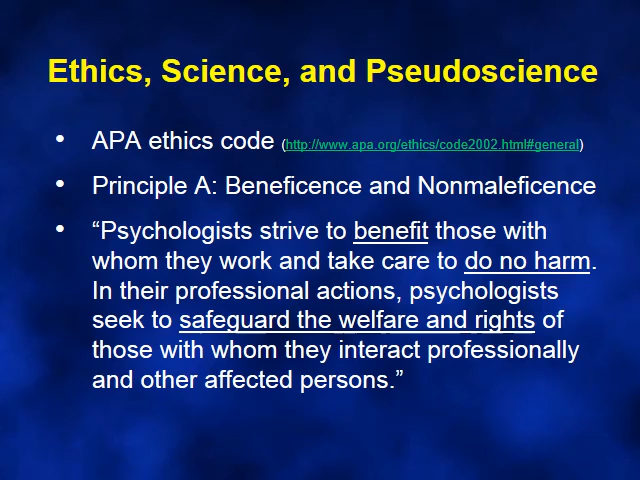 Ethics, Science, and Pseudoscience
• APA ethics code (http://www.apa.org/ethics/code2002.html#general)
• Principle A: Beneficence and Nonmaleficence
• “Psychologists strive to benefit those with
whom they work and take care to do no harm.
In their professional actions, psychologists
seek to safeguard the welfare and rights of
those with whom they interact professionally
and other affected persons.”